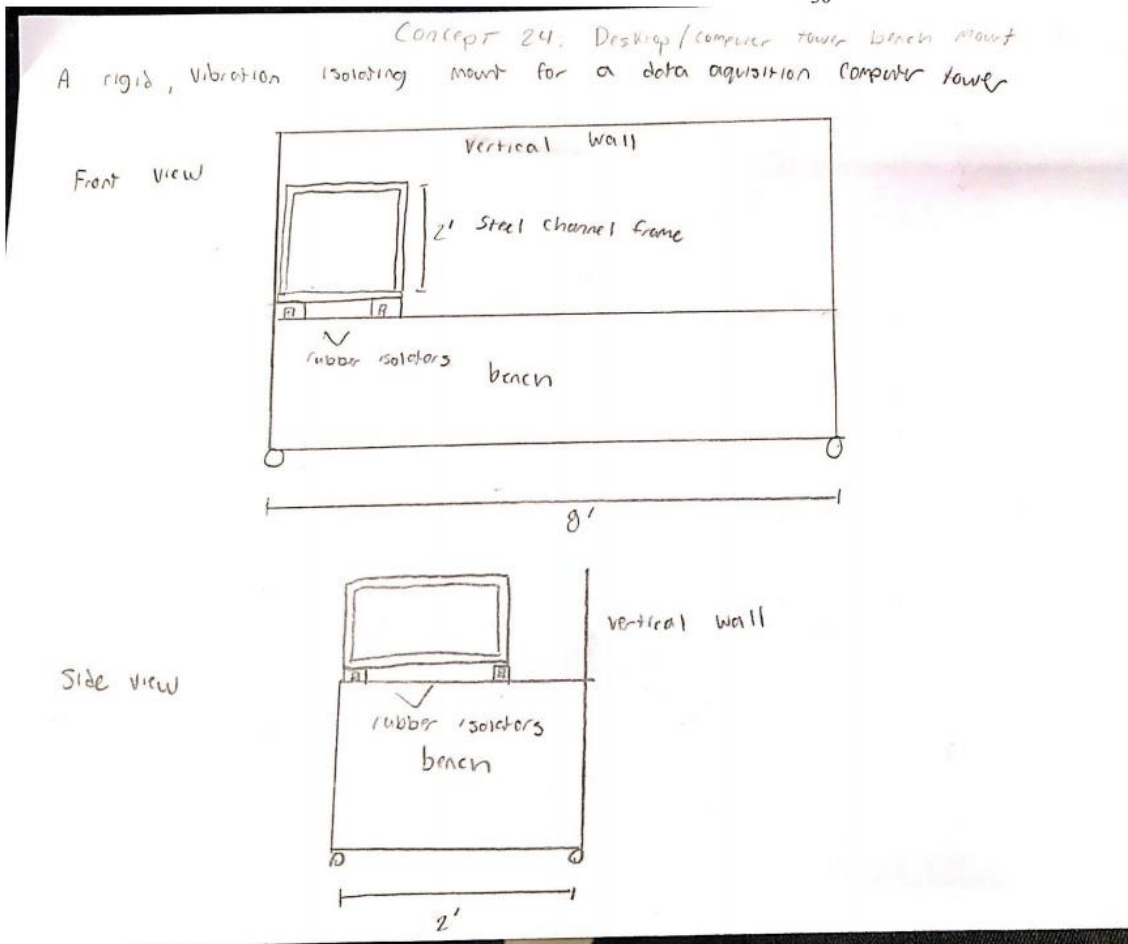 Concept 24: Desktop/computer tower bench mount
A rigid, vibration isolating mount for a data aquisition computer tower
Front view
vertical wall
2' Steel channel frame
rubber isolators
bench
8'
vertical wall
Side view
rubber isolators
bench
2'